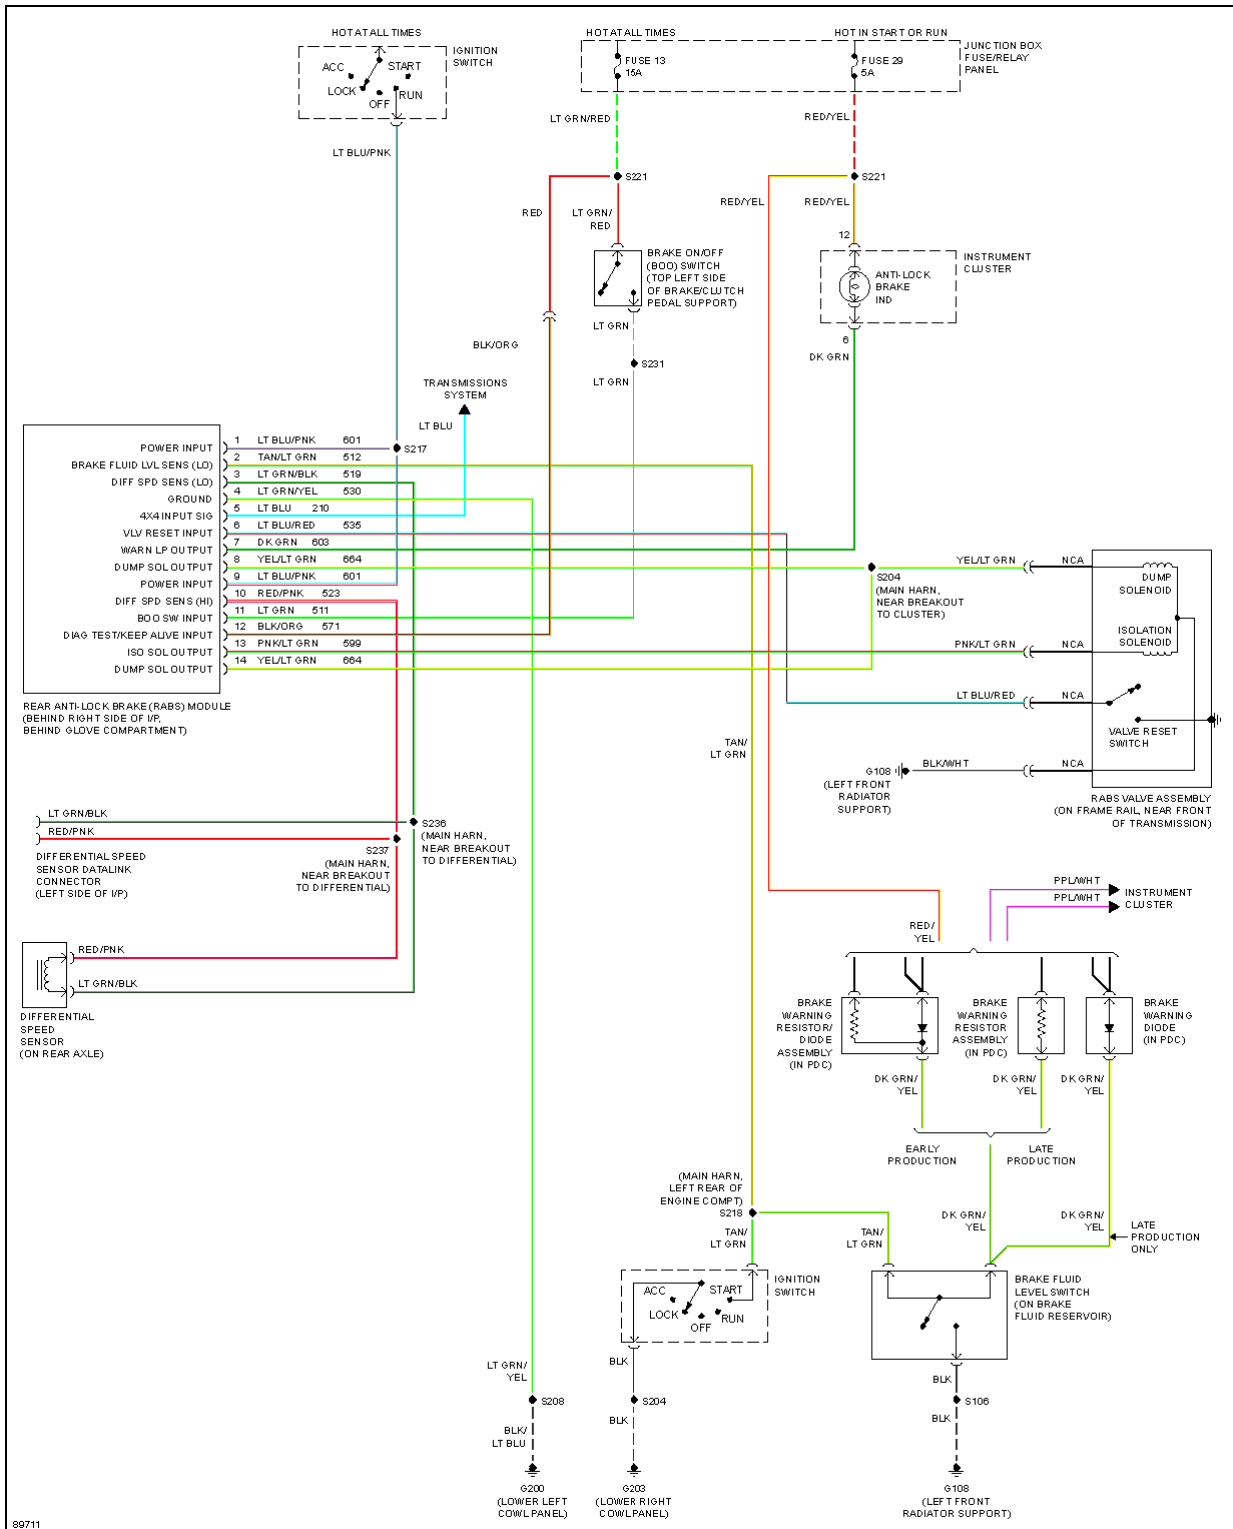 HOT AT ALL TIMES
IGNITION
SWITCH
ACC
START
LOCK
OFF
RUN
HOT AT ALL TIMES
HOT IN START OR RUN
FUSE 13
15A
FUSE 29
5A
JUNCTION BOX
FUSE/RELAY
PANEL
LT GRN/RED
RED/YEL
LT BLU/PNK
S221
S221
RED
LT GRN/
RED
RED/YEL
RED/YEL
12
BRAKE ON/OFF
(BOO) SWITCH
(TOP LEFT SIDE
OF BRAKE/CLUTCH
PEDAL SUPPORT)
INSTRUMENT
CLUSTER
ANTI-LOCK
BRAKE
IND
LT GRN
BLK/ORG
6
DK GRN
S231
LT GRN
TRANSMISSIONS
SYSTEM
LT BLU
S217
POWER INPUT 1 LT BLU/PNK 601
BRAKE FLUID LVL SENS (LO) 2 TAN/LT GRN 512
DIFF SPD SENS (LO) 3 LT GRN/BLK 519
GROUND 4 LT GRN/YEL 530
4X4 INPUT SIG 5 LT BLU 210
VLV RESET INPUT 6 LT BLU/RED 535
WARN LP OUTPUT 7 DK GRN 603
DUMP SOL OUTPUT 8 YEL/LT GRN 664
POWER INPUT 9 LT BLU/PNK 601
DIFF SPD SENS (HI) 10 RED/PNK 523
BOO SW INPUT 11 LT GRN 511
DIAG TEST/KEEP ALIVE INPUT 12 BLK/ORG 571
ISO SOL OUTPUT 13 PNK/LT GRN 599
DUMP SOL OUTPUT 14 YEL/LT GRN 664
REAR ANTI-LOCK BRAKE (RABS) MODULE
(BEHIND RIGHT SIDE OF I/P,
BEHIND GLOVE COMPARTMENT)
S204
(MAIN HARN,
NEAR BREAKOUT
TO CLUSTER)
YEL/LT GRN
NCA
DUMP
SOLENOID
ISOLATION
SOLENOID
PNK/LT GRN
NCA
LT BLU/RED
NCA
VALVE RESET
SWITCH
BLK/WHT
NCA
G108
(LEFT FRONT
RADIATOR
SUPPORT)
RABS VALVE ASSEMBLY
(ON FRAME RAIL, NEAR FRONT
OF TRANSMISSION)
TAN/
LT GRN
LT GRN/BLK
RED/PNK
S236
(MAIN HARN,
NEAR BREAKOUT
TO DIFFERENTIAL)
S237
(MAIN HARN,
NEAR BREAKOUT
TO DIFFERENTIAL)
DIFFERENTIAL SPEED
SENSOR DATALINK
CONNECTOR
(LEFT SIDE OF I/P)
RED/PNK
LT GRN/BLK
DIFFERENTIAL
SPEED
SENSOR
(ON REAR AXLE)
PPL/WHT
PPL/WHT
INSTRUMENT
CLUSTER
RED/
YEL
BRAKE
WARNING
RESISTOR/
DIODE
ASSEMBLY
(IN PDC)
BRAKE
WARNING
RESISTOR
ASSEMBLY
(IN PDC)
BRAKE
WARNING
DIODE
(IN PDC)
DK GRN/
YEL
DK GRN/
YEL
DK GRN/
YEL
EARLY
PRODUCTION
LATE
PRODUCTION
(MAIN HARN,
LEFT REAR OF
ENGINE COMPT)
S218
TAN/
LT GRN
TAN/
LT GRN
DK GRN/
YEL
DK GRN/
YEL
LATE
PRODUCTION
ONLY
IGNITION
SWITCH
ACC
START
LOCK
OFF
RUN
BRAKE FLUID
LEVEL SWITCH
(ON BRAKE
FLUID RESERVOIR)
LT GRN/
YEL
BLK
BLK
S208
S204
S106
BLK/
LT BLU
BLK
BLK
G200
(LOWER LEFT
COWL PANEL)
G203
(LOWER RIGHT
COWL PANEL)
G108
(LEFT FRONT
RADIATOR SUPPORT)
89711